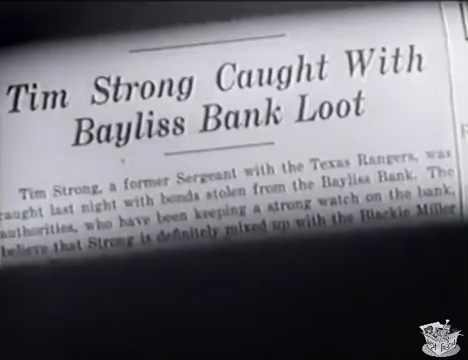 Tim Strong Caught With
Bayliss Bank Loot
Tim Strong, a former Sergeant with the Texas Rangers, was
caught last night with bonds stolen from the Bayliss Bank. The
authorities, who have been keeping a strong watch on the bank,
believe that Strong is definitely mixed up with the Blackie Miller